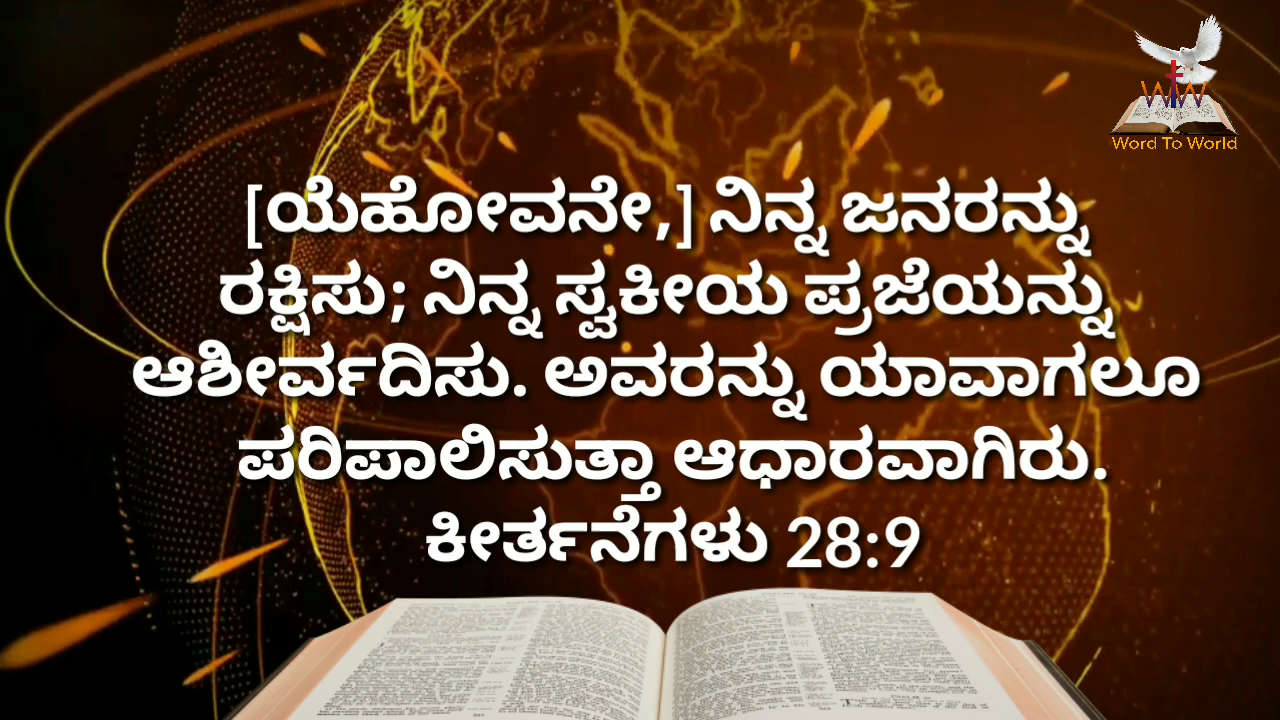 WTW
Word To World
[ಯೆಹೋವನೇ,] ನಿನ್ನ ಜನರನ್ನು
ರಕ್ಷಿಸು; ನಿನ್ನ ಸ್ವಕೀಯ ಪ್ರಜೆಯನ್ನು
ಆಶೀರ್ವದಿಸು. ಅವರನ್ನು ಯಾವಾಗಲೂ
ಪರಿಪಾಲಿಸುತ್ತಾ ಆಧಾರವಾಗಿರು.
ಕೀರ್ತನೆಗಳು 28:9